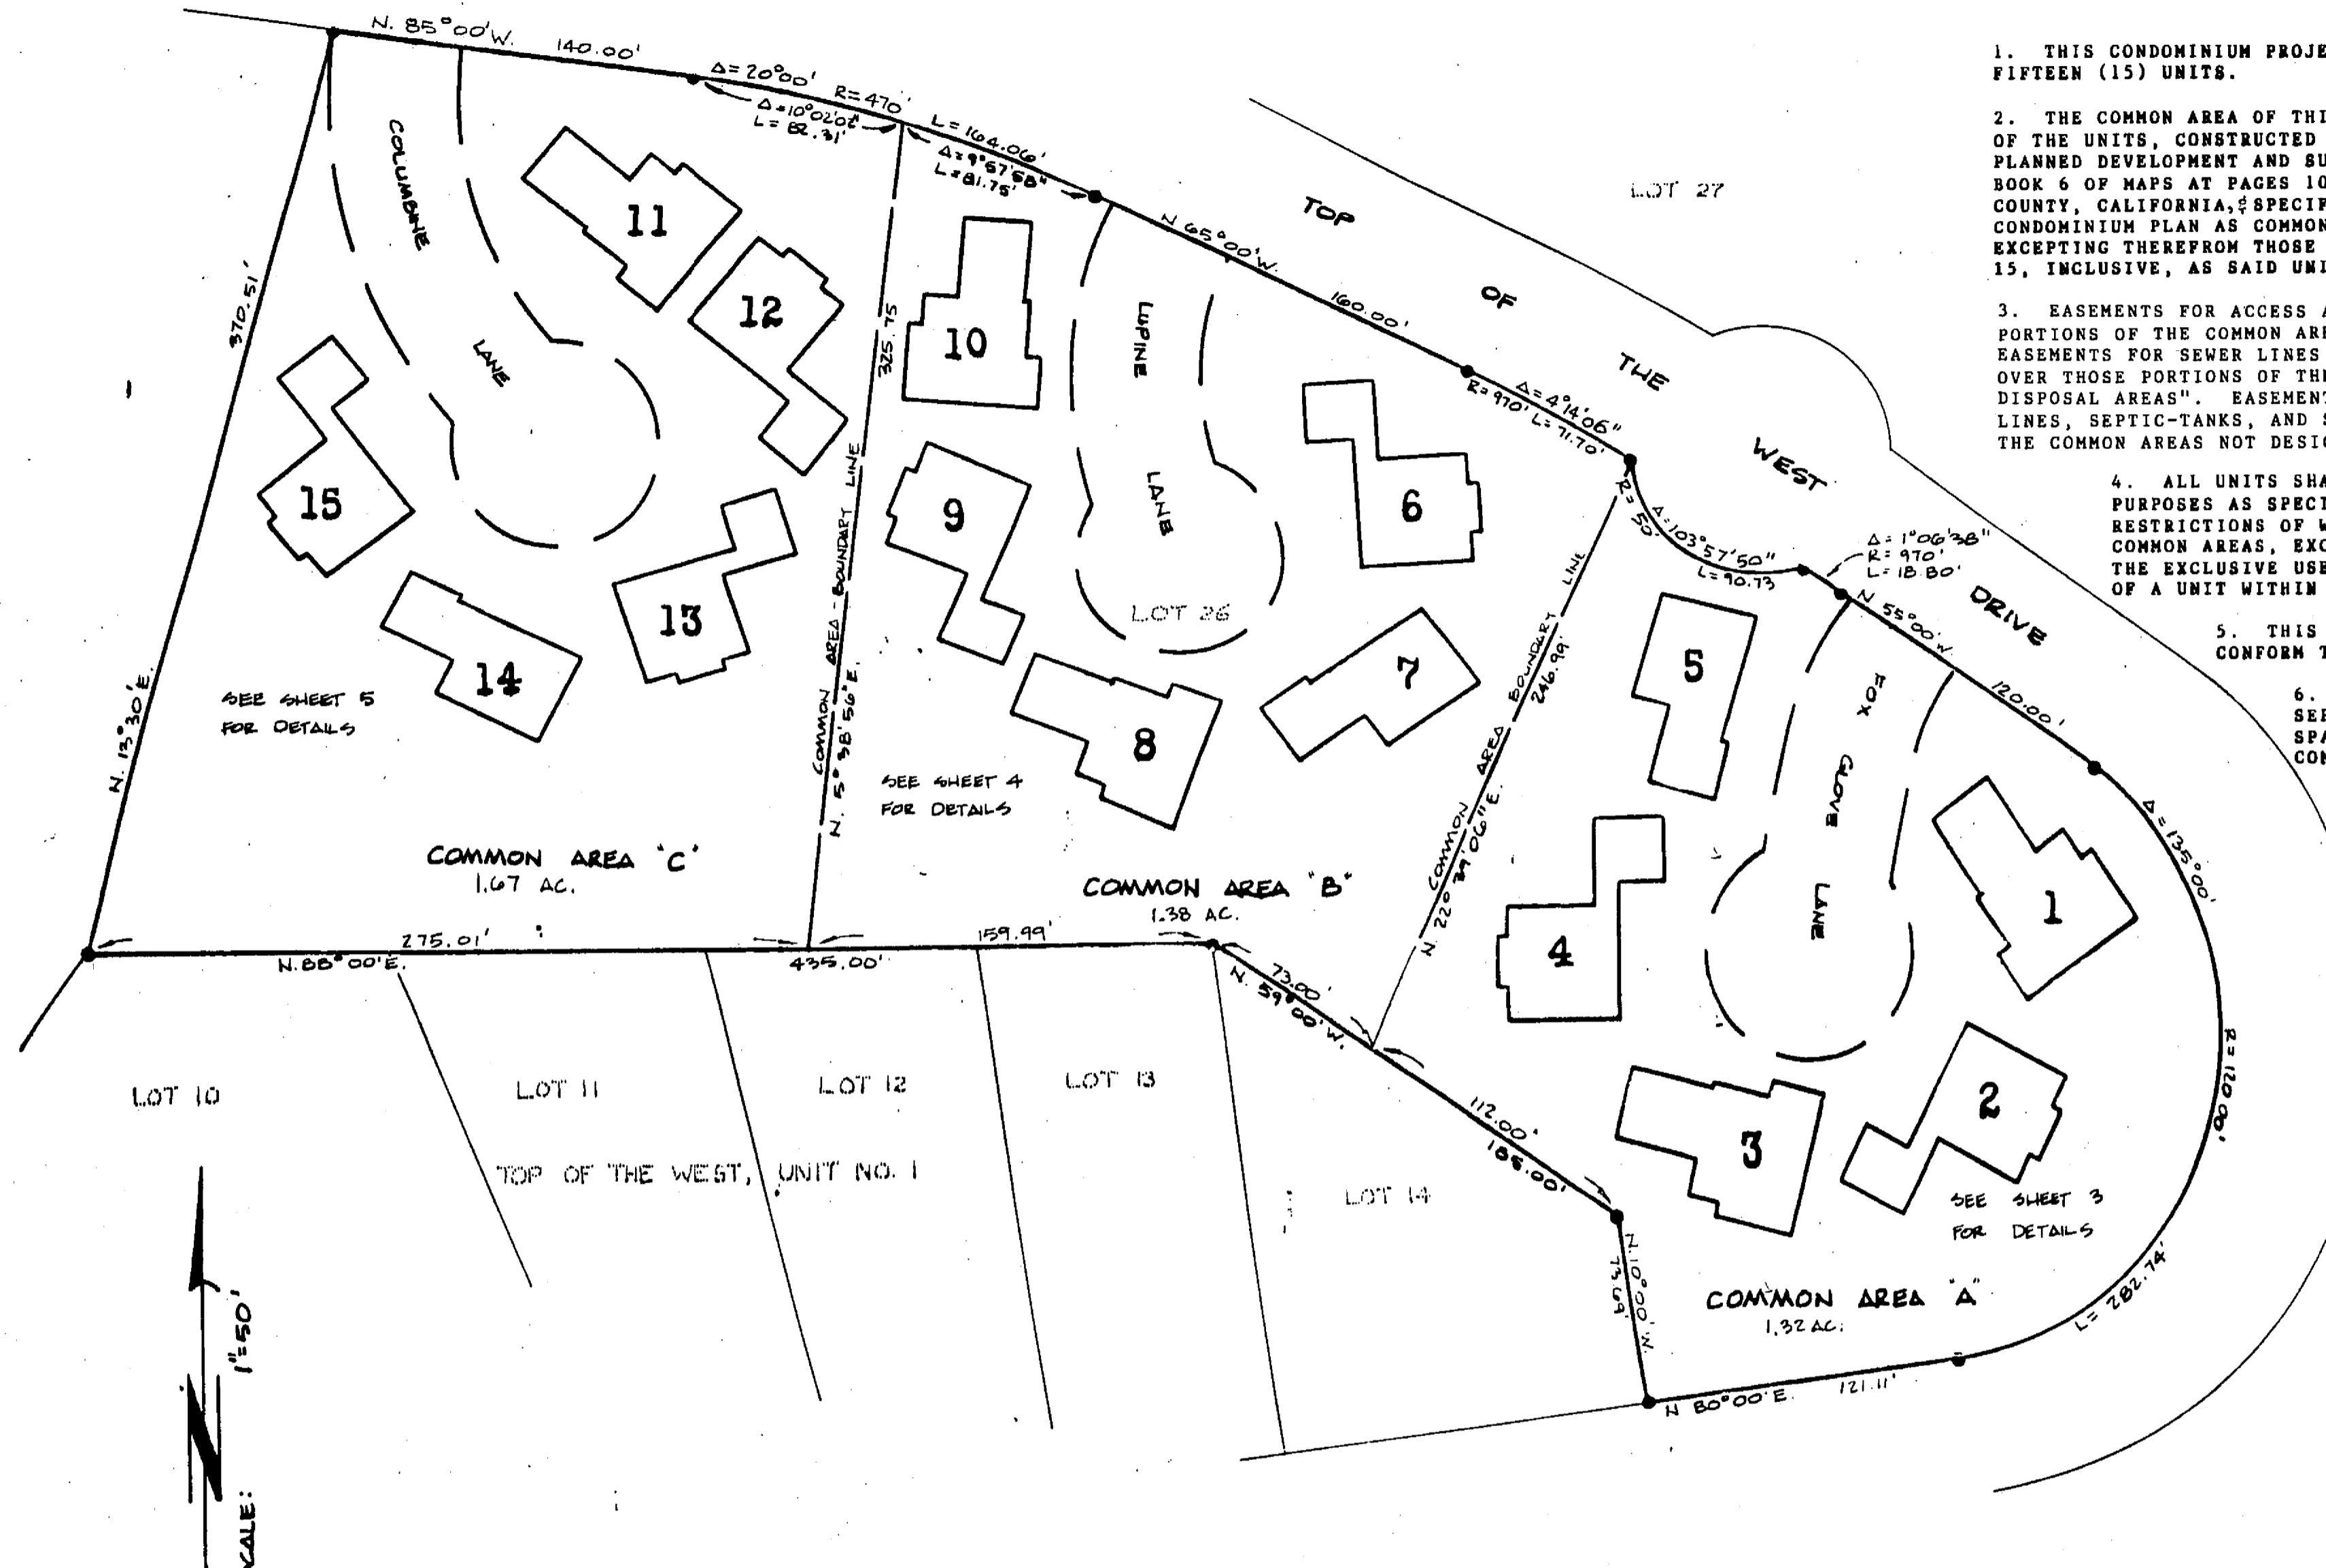 N. 85°00'W. 140.00'
Δ=20°00' R=470' L=164.06'
Δ=10°02'02"
L=82.31'
Δ=9°57'58"
L=81.75'
N 65°00'W.
160.00'
Δ=4°14'06"
R=970' L=71.70'
R=50' Δ=103°57'50"
L=90.73
Δ=1°06'38"
R=970'
L=18.80'
N 55°00'W.
120.00'
Δ=135°00'
R=120.00'
L=282.74'
N 80°00'E. 121.11'
N.10°00'W.
73.69'
112.00'
185.00'
73.00'
N. 59°00'W.
159.99'
435.00'
275.01'
N.88°00'E.
N. 13°30'E.
370.51'
325.75
COMMON AREA-BOUNDARY LINE
N. 5°38'56"E.
COMMON AREA BOUNDARY LINE
N. 22°39'06"E. 246.99'
TOP OF THE WEST DRIVE
LOT 27
COLUMBINE LANE
LUPINE LANE
FOX GLOVE LANE
11
12
10
15
9
6
13
14
8
7
5
4
1
3
2
LOT 26
SEE SHEET 5
FOR DETAILS
SEE SHEET 4
FOR DETAILS
SEE SHEET 3
FOR DETAILS
COMMON AREA "C"
1.67 AC.
COMMON AREA "B"
1.38 AC.
COMMON AREA "A"
1.32 AC.
LOT 10
LOT 11
LOT 12
LOT 13
LOT 14
TOP OF THE WEST, UNIT NO. 1
N
CALE: 1"=50'
1. THIS CONDOMINIUM PROJE
FIFTEEN (15) UNITS.
2. THE COMMON AREA OF THI
OF THE UNITS, CONSTRUCTED
PLANNED DEVELOPMENT AND SU
BOOK 6 OF MAPS AT PAGES 10
COUNTY, CALIFORNIA, & SPECIF
CONDOMINIUM PLAN AS COMMON
EXCEPTING THEREFROM THOSE
15, INCLUSIVE, AS SAID UNI
3. EASEMENTS FOR ACCESS A
PORTIONS OF THE COMMON ARE
EASEMENTS FOR SEWER LINES
OVER THOSE PORTIONS OF THE
DISPOSAL AREAS". EASEMENT
LINES, SEPTIC-TANKS, AND S
THE COMMON AREAS NOT DESIG
4. ALL UNITS SHA
PURPOSES AS SPECI
RESTRICTIONS OF W
COMMON AREAS, EXC
THE EXCLUSIVE USE
OF A UNIT WITHIN
5. THIS
CONFORM T
6.
SEP
SPA
CON